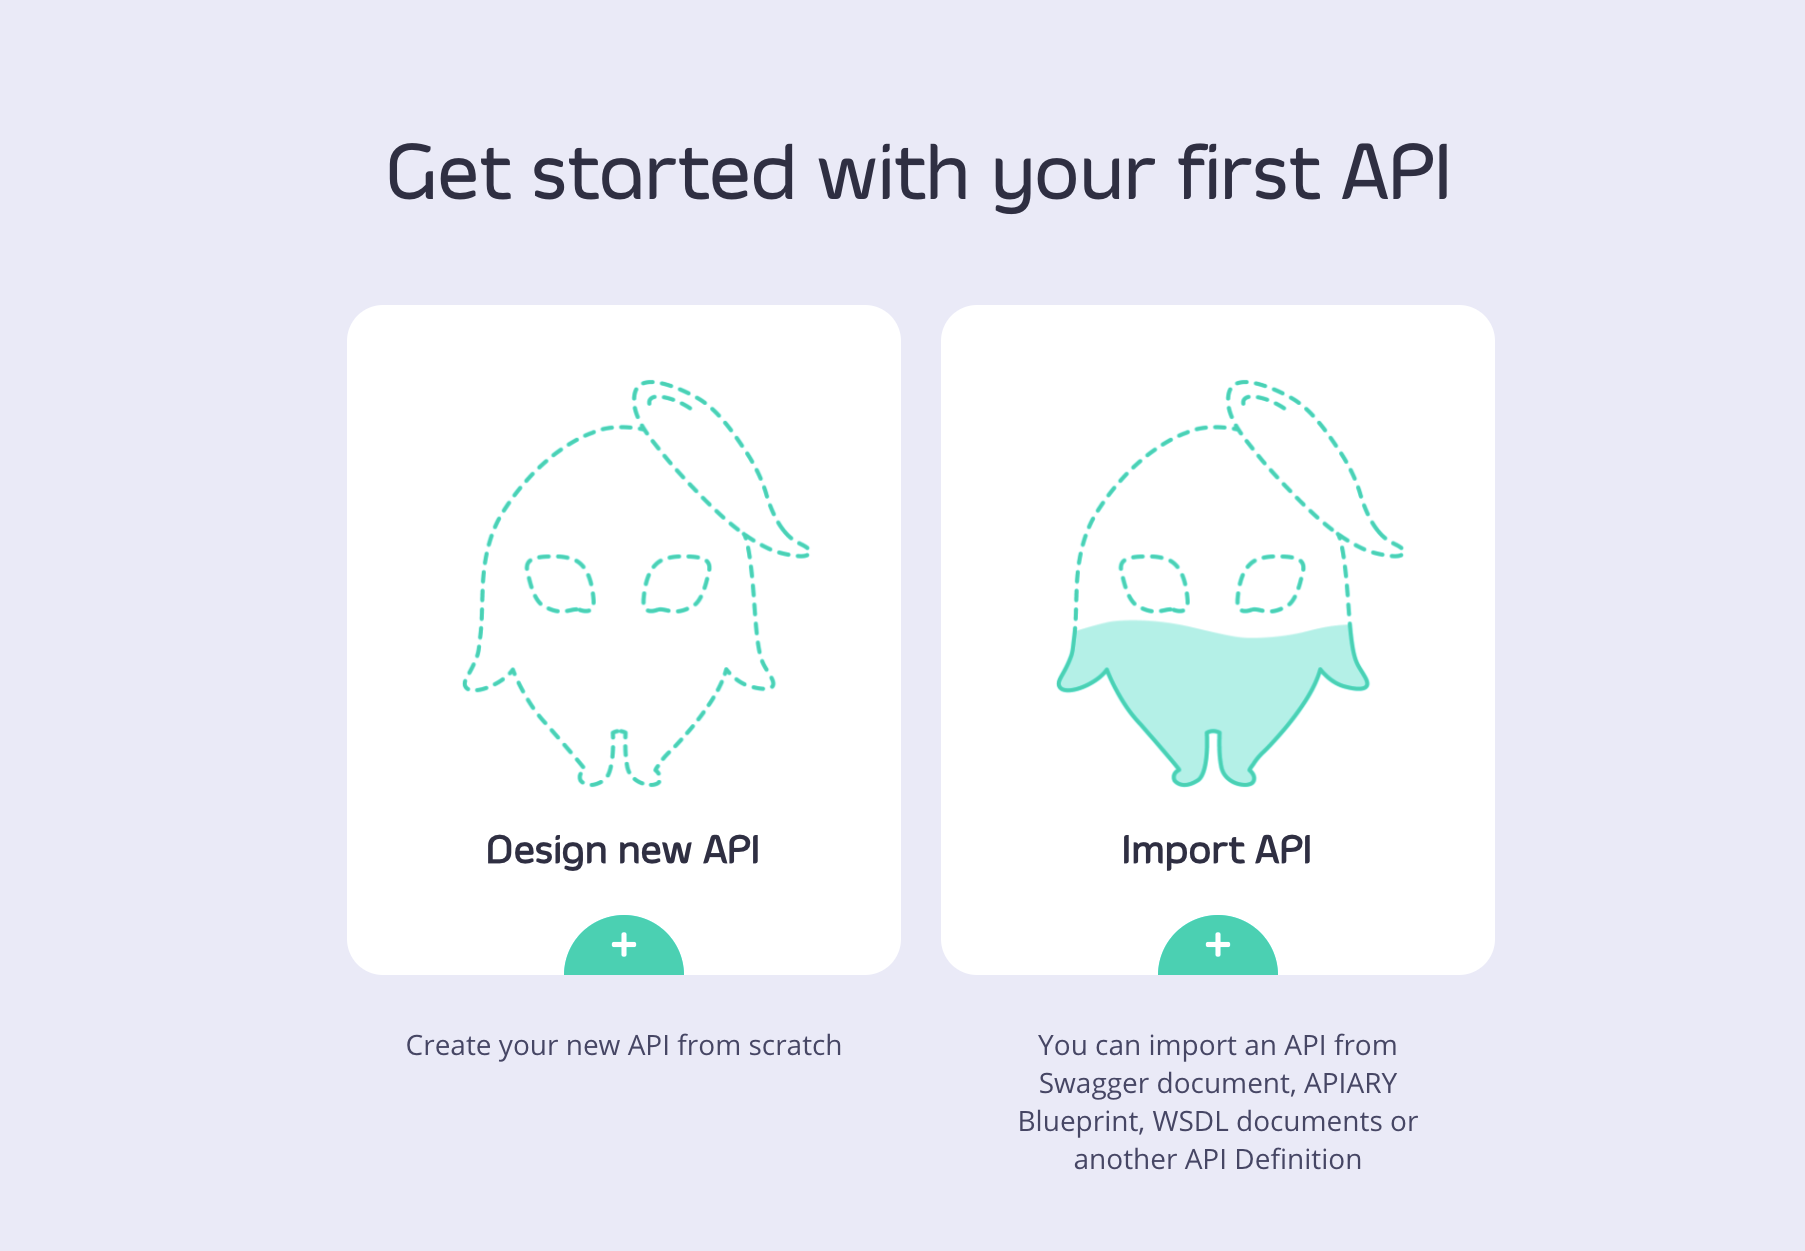 Get started with your first API
Design new API
Import API
+
+
Create your new API from scratch
You can import an API from
Swagger document, APIARY
Blueprint, WSDL documents or
another API Definition